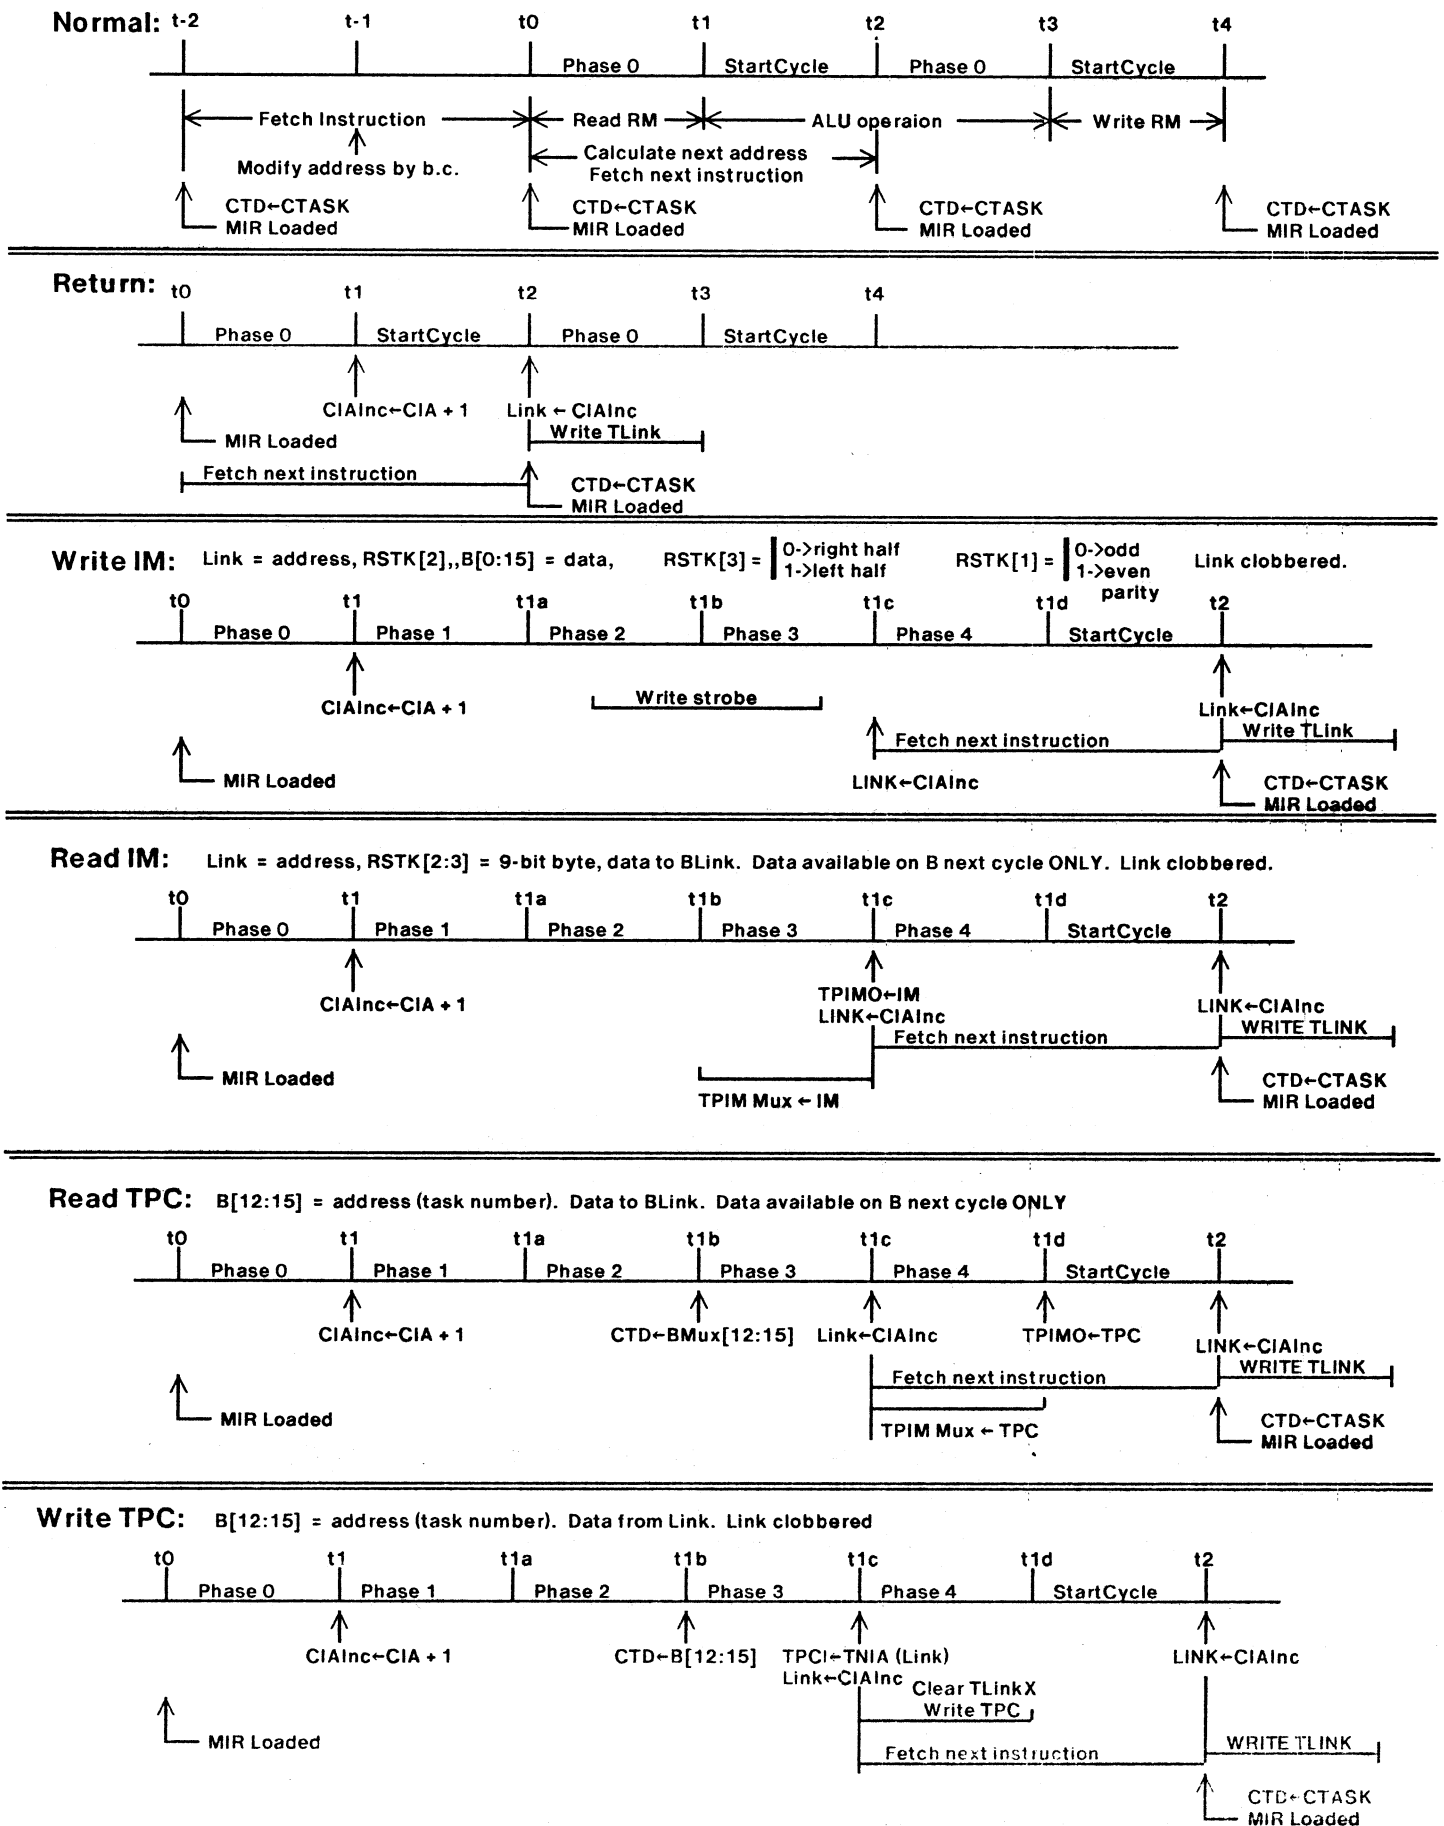 Normal: t-2 t-1 t0 t1 t2 t3 t4
Phase 0 StartCycle Phase 0 StartCycle
Fetch Instruction Read RM ALU operaion Write RM
Modify address by b.c. Calculate next address
Fetch next instruction
CTD←CTASK CTD←CTASK CTD←CTASK CTD←CTASK
MIR Loaded MIR Loaded MIR Loaded MIR Loaded
Return: t0 t1 t2 t3 t4
Phase 0 StartCycle Phase 0 StartCycle
CIAInc←CIA + 1 Link ← CIAInc
MIR Loaded Write TLink
Fetch next instruction
CTD←CTASK
MIR Loaded
Write IM: Link = address, RSTK[2],,B[0:15] = data, RSTK[3] = 0->right half RSTK[1] = 0->odd Link clobbered.
1->left half 1->even
parity
t0 t1 t1a t1b t1c t1d t2
Phase 0 Phase 1 Phase 2 Phase 3 Phase 4 StartCycle
CIAInc←CIA + 1 Write strobe Link←CIAInc
Fetch next instruction Write TLink
MIR Loaded LINK←CIAInc CTD←CTASK
MIR Loaded
Read IM: Link = address, RSTK[2:3] = 9-bit byte, data to BLink. Data available on B next cycle ONLY. Link clobbered.
t0 t1 t1a t1b t1c t1d t2
Phase 0 Phase 1 Phase 2 Phase 3 Phase 4 StartCycle
CIAInc←CIA + 1 TPIMO←IM LINK←CIAInc
LINK←CIAInc
Fetch next instruction WRITE TLINK
MIR Loaded CTD←CTASK
TPIM Mux ← IM MIR Loaded
Read TPC: B[12:15] = address (task number). Data to BLink. Data available on B next cycle ONLY
t0 t1 t1a t1b t1c t1d t2
Phase 0 Phase 1 Phase 2 Phase 3 Phase 4 StartCycle
CIAInc←CIA + 1 CTD←BMux[12:15] Link←CIAInc TPIMO←TPC LINK←CIAInc
Fetch next instruction WRITE TLINK
MIR Loaded TPIM Mux ← TPC CTD←CTASK
MIR Loaded
Write TPC: B[12:15] = address (task number). Data from Link. Link clobbered
t0 t1 t1a t1b t1c t1d t2
Phase 0 Phase 1 Phase 2 Phase 3 Phase 4 StartCycle
CIAInc←CIA + 1 CTD←B[12:15] TPCI←TNIA (Link) LINK←CIAInc
Link←CIAInc
Clear TLinkX
Write TPC
MIR Loaded Fetch next instruction WRITE TLINK
CTD←CTASK
MIR Loaded